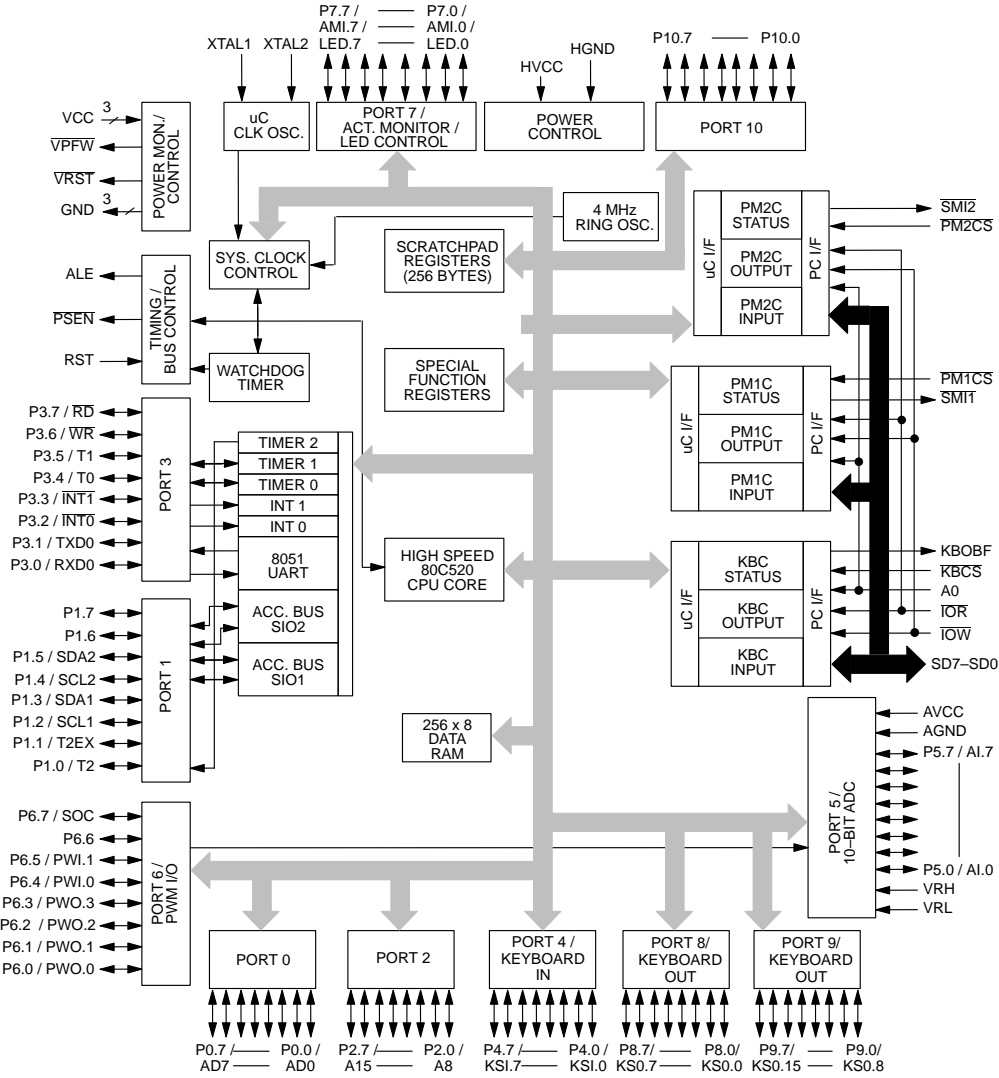 P7.7 / P7.0 /
AMI.7 / AMI.0 /
LED.7 LED.0
XTAL1 XTAL2
HGND
HVCC
P10.7 P10.0
uC
CLK OSC.
PORT 7 /
ACT. MONITOR /
LED CONTROL
POWER
CONTROL
PORT 10
VCC 3
VPFW
VRST
GND 3
POWER MON./
CONTROL
4 MHz
RING OSC.
SYS. CLOCK
CONTROL
SCRATCHPAD
REGISTERS
(256 BYTES)
uC I/F
PM2C
STATUS
PM2C
OUTPUT
PM2C
INPUT
PC I/F
SMI2
PM2CS
ALE
PSEN
RST
TIMING /
BUS CONTROL
WATCHDOG
TIMER
SPECIAL
FUNCTION
REGISTERS
uC I/F
PM1C
STATUS
PM1C
OUTPUT
PM1C
INPUT
PC I/F
PM1CS
SMI1
P3.7 / RD
P3.6 / WR
P3.5 / T1
P3.4 / T0
P3.3 / INT1
P3.2 / INT0
P3.1 / TXD0
P3.0 / RXD0
PORT 3
TIMER 2
TIMER 1
TIMER 0
INT 1
INT 0
8051
UART
ACC. BUS
SIO2
ACC. BUS
SIO1
HIGH SPEED
80C520
CPU CORE
uC I/F
KBC
STATUS
KBC
OUTPUT
KBC
INPUT
PC I/F
KBOBF
KBCS
A0
IOR
IOW
SD7–SD0
P1.7
P1.6
P1.5 / SDA2
P1.4 / SCL2
P1.3 / SDA1
P1.2 / SCL1
P1.1 / T2EX
P1.0 / T2
PORT 1
256 x 8
DATA
RAM
PORT 5 /
10–BIT ADC
AVCC
AGND
P5.7 / AI.7
P5.0 / AI.0
VRH
VRL
P6.7 / SOC
P6.6
P6.5 / PWI.1
P6.4 / PWI.0
P6.3 / PWO.3
P6.2 / PWO.2
P6.1 / PWO.1
P6.0 / PWO.0
PORT 6 /
PWM I/O
PORT 0
PORT 2
PORT 4 /
KEYBOARD
IN
PORT 8/
KEYBOARD
OUT
PORT 9/
KEYBOARD
OUT
P0.7 / P0.0 /
AD7 AD0
P2.7 / P2.0 /
A15 A8
P4.7 / P4.0 /
KSI.7 KSI.0
P8.7/ P8.0/
KS0.7 KS0.0
P9.7/ P9.0/
KS0.15 KS0.8